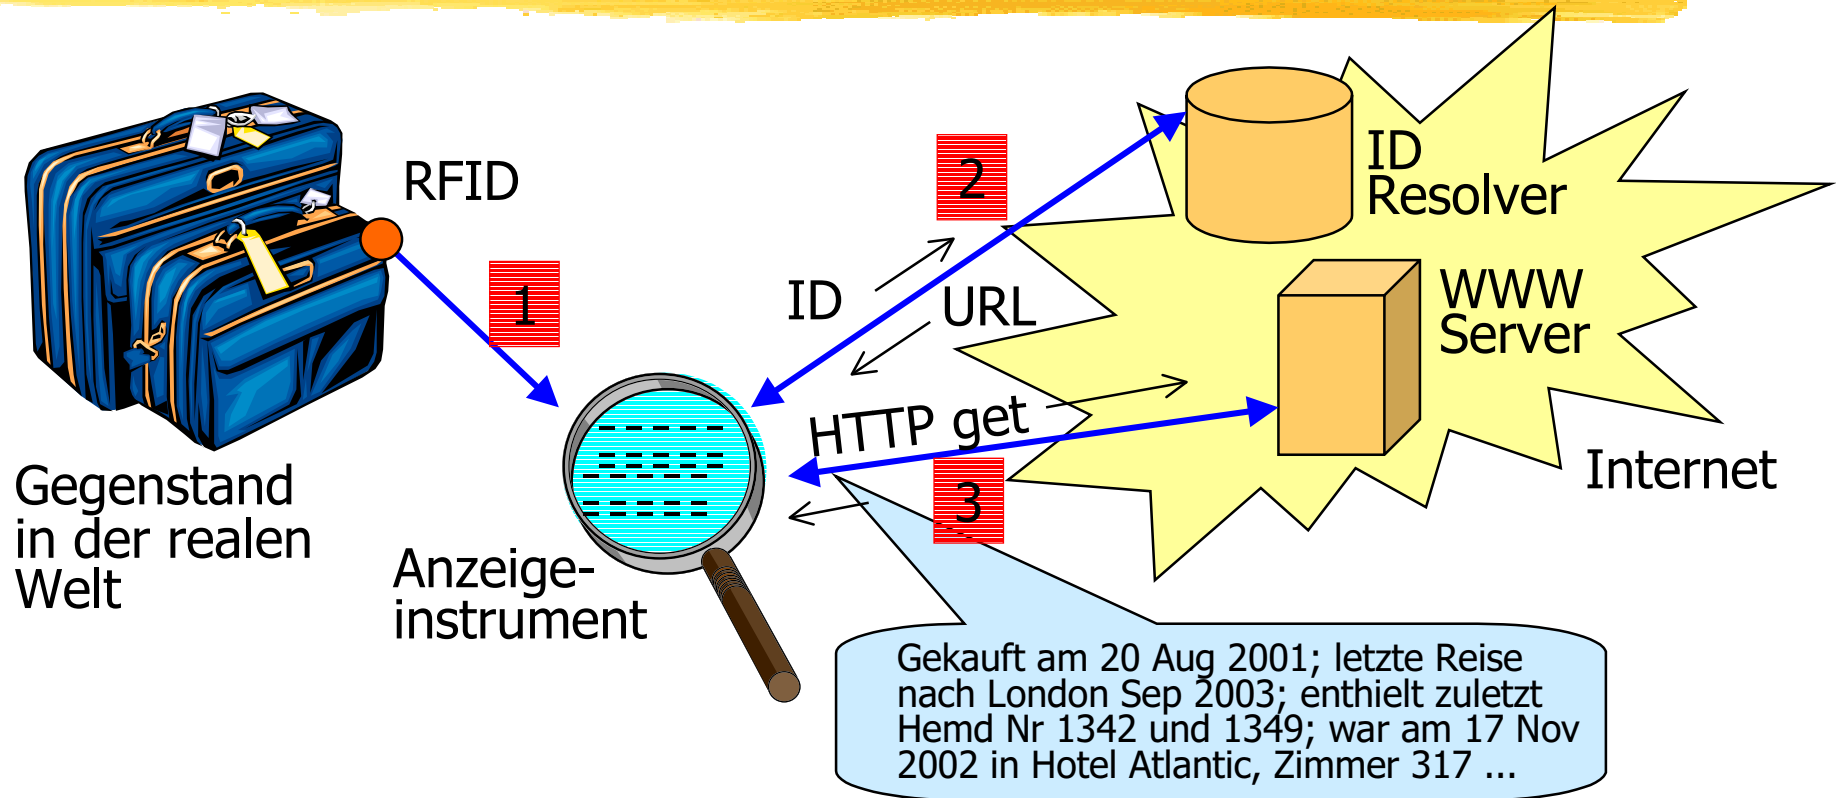 RFID
1
2
ID
URL
ID
Resolver
WWW
Server
HTTP get
3
Internet
Gegenstand
in der realen
Welt
Anzeige-
instrument
Gekauft am 20 Aug 2001; letzte Reise
nach London Sep 2003; enthielt zuletzt
Hemd Nr 1342 und 1349; war am 17 Nov
2002 in Hotel Atlantic, Zimmer 317 ...